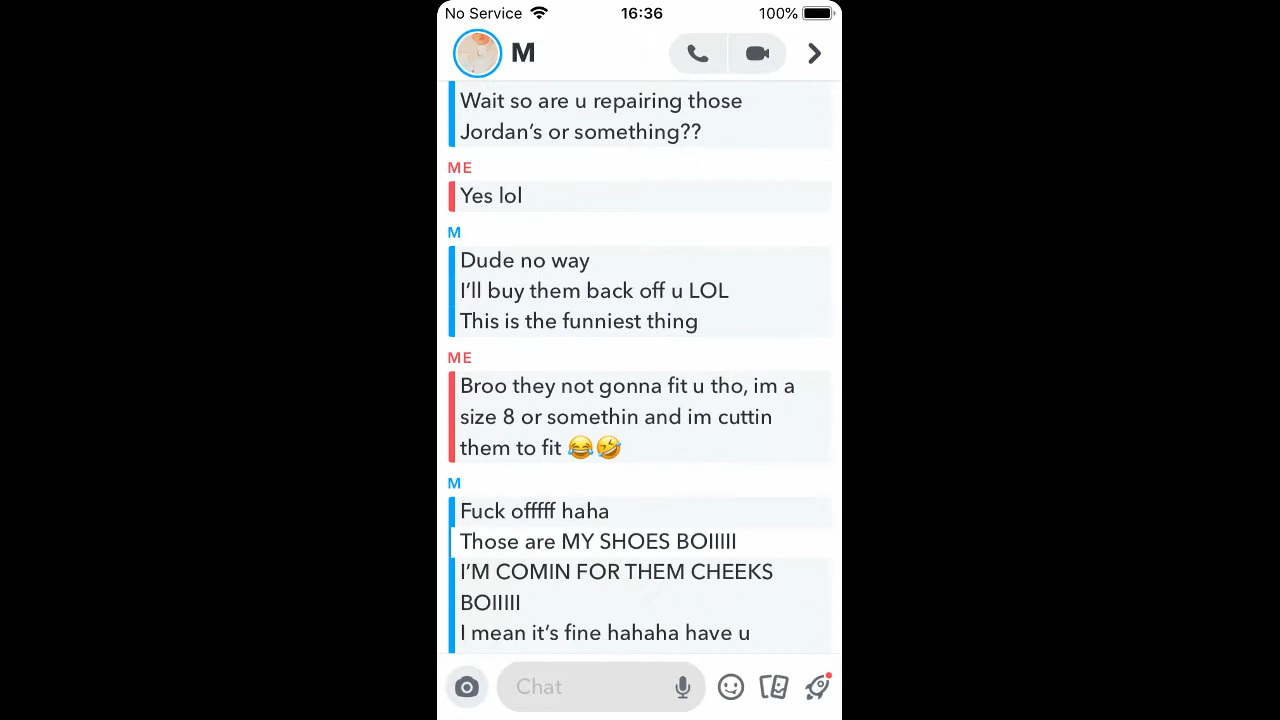 No Service 16:36 100%
M
Wait so are u repairing those
Jordan's or something??
ME
Yes lol
M
Dude no way
I'll buy them back off u LOL
This is the funniest thing
ME
Broo they not gonna fit u tho, im a
size 8 or somethin and im cuttin
them to fit 😂🤣
M
Fuck offfff haha
Those are MY SHOES BOIIIII
I'M COMIN FOR THEM CHEEKS
BOIIIII
I mean it's fine hahaha have u
Chat